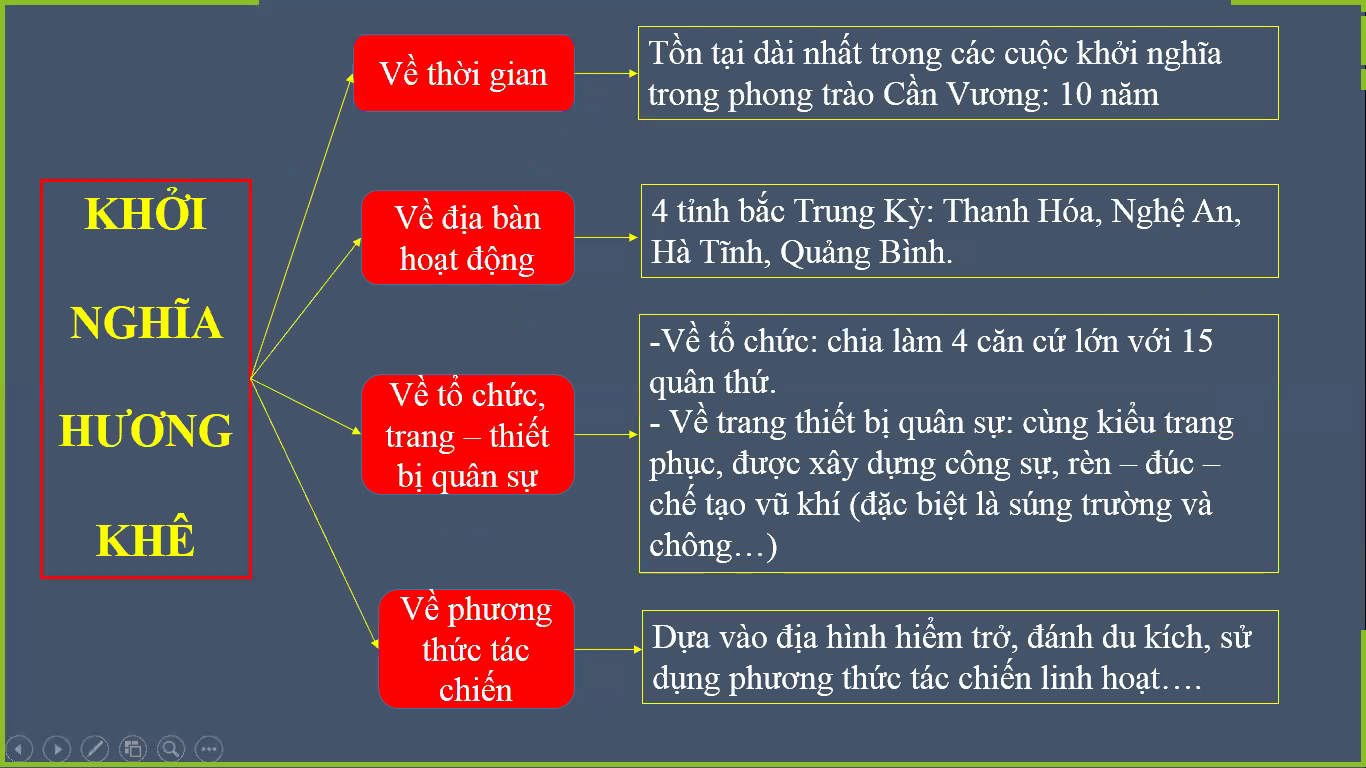 KHỞI
NGHĨA
HƯƠNG
KHÊ
Về thời gian
Tồn tại dài nhất trong các cuộc khởi nghĩa
trong phong trào Cần Vương: 10 năm
Về địa bàn
hoạt động
4 tỉnh bắc Trung Kỳ: Thanh Hóa, Nghệ An,
Hà Tĩnh, Quảng Bình.
Về tổ chức,
trang – thiết
bị quân sự
-Về tổ chức: chia làm 4 căn cứ lớn với 15
quân thứ.
- Về trang thiết bị quân sự: cùng kiểu trang
phục, được xây dựng công sự, rèn – đúc –
chế tạo vũ khí (đặc biệt là súng trường và
chông…)
Về phương
thức tác
chiến
Dựa vào địa hình hiểm trở, đánh du kích, sử
dụng phương thức tác chiến linh hoạt….